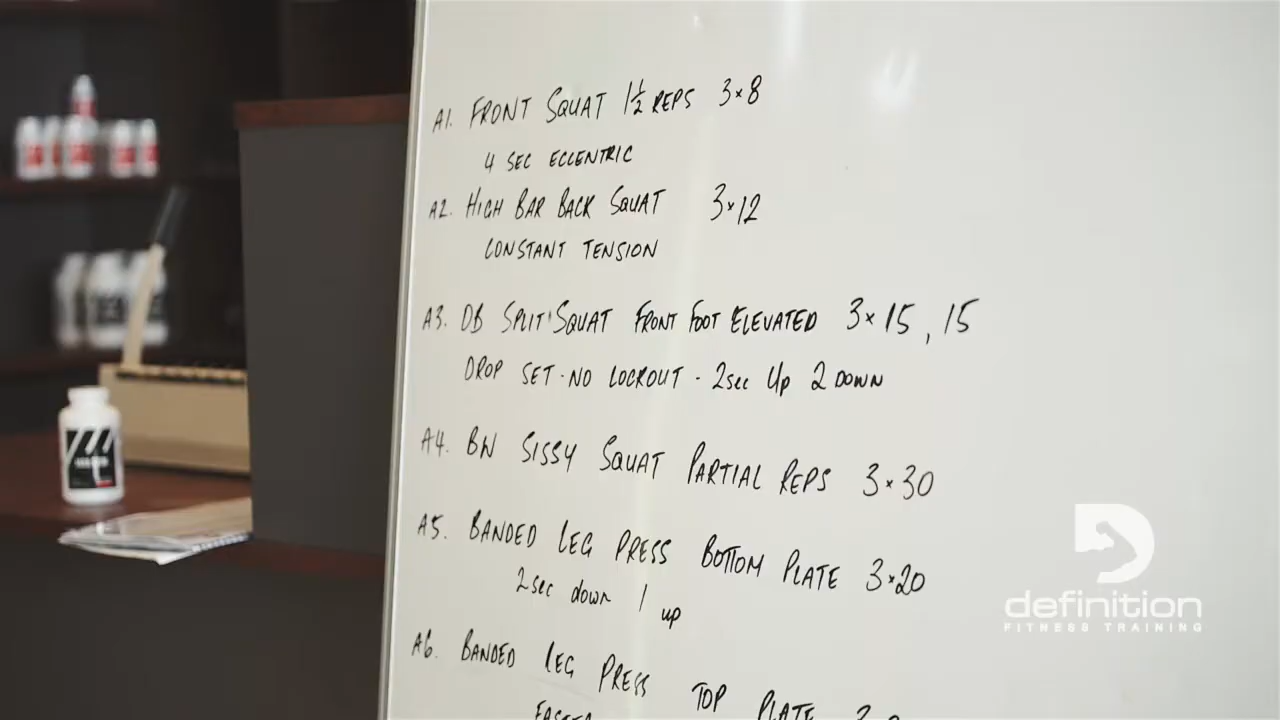 A1. FRONT SQUAT 1½ REPS 3×8
4 SEC ECCENTRIC
A2. HIGH BAR BACK SQUAT 3×12
CONSTANT TENSION
A3. DB SPLIT SQUAT FRONT FOOT ELEVATED 3×15, 15
DROP SET - NO LOCKOUT - 2sec Up 2 DOWN
A4. BW SISSY SQUAT PARTIAL REPS 3×30
A5. BANDED LEG PRESS BOTTOM PLATE 3×20
2sec down 1 up
A6. BANDED LEG PRESS TOP PLATE
definition
FITNESS TRAINING